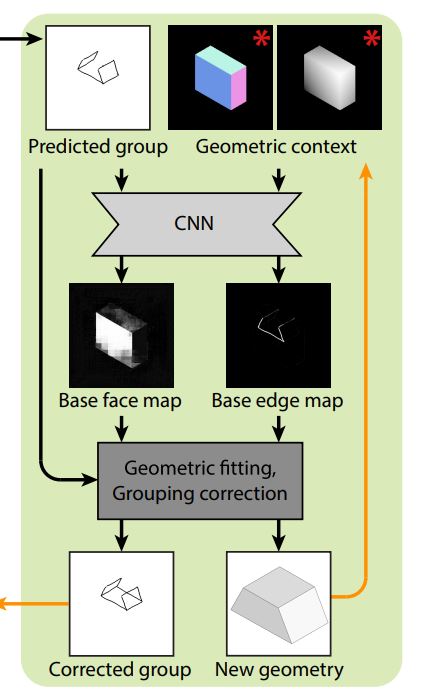 * *
Predicted group Geometric context
CNN
Base face map Base edge map
Geometric fitting,
Grouping correction
Corrected group New geometry